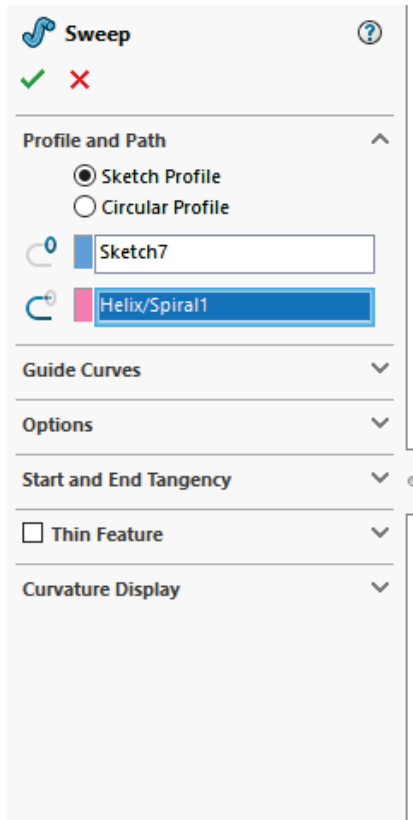 Sweep
Profile and Path
Sketch Profile
Circular Profile
Sketch7
Helix/Spiral1
Guide Curves
Options
Start and End Tangency
Thin Feature
Curvature Display